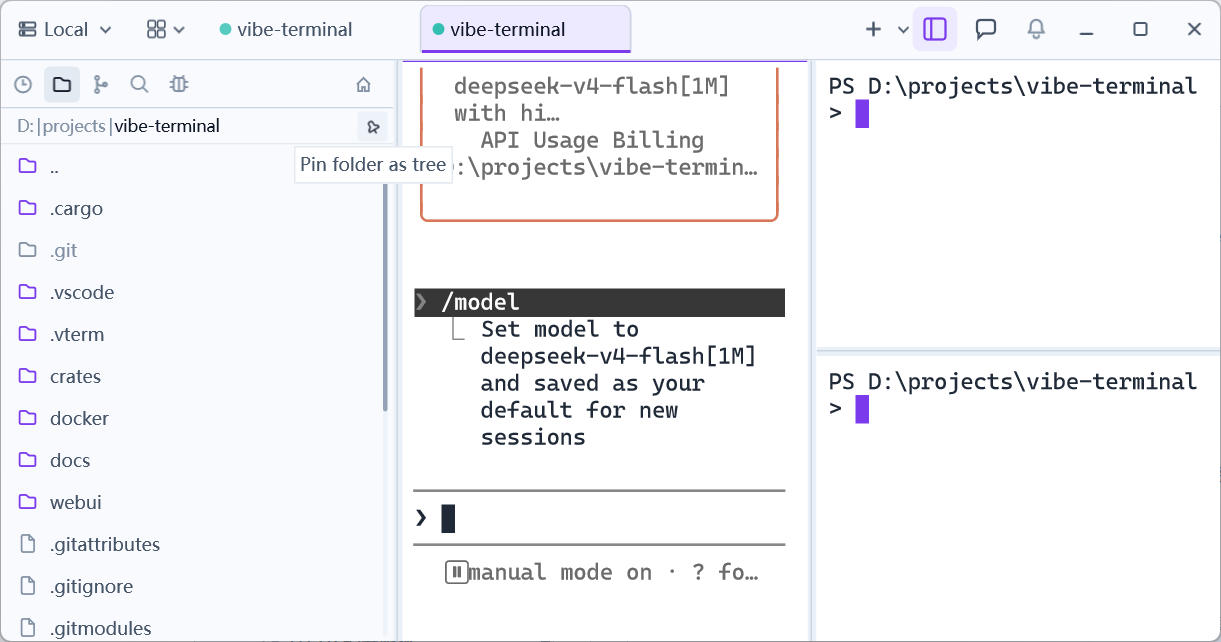 Local
vibe-terminal
vibe-terminal
D:|projects|vibe-terminal
Pin folder as tree
..
.cargo
.git
.vscode
.vterm
crates
docker
docs
webui
.gitattributes
.gitignore
.gitmodules
deepseek-v4-flash[1M]
with hi…
API Usage Billing
:\projects\vibe-termin…
❯ /model
Set model to
deepseek-v4-flash[1M]
and saved as your
default for new
sessions
❯
manual mode on · ? fo…
PS D:\projects\vibe-terminal
>
PS D:\projects\vibe-terminal
>